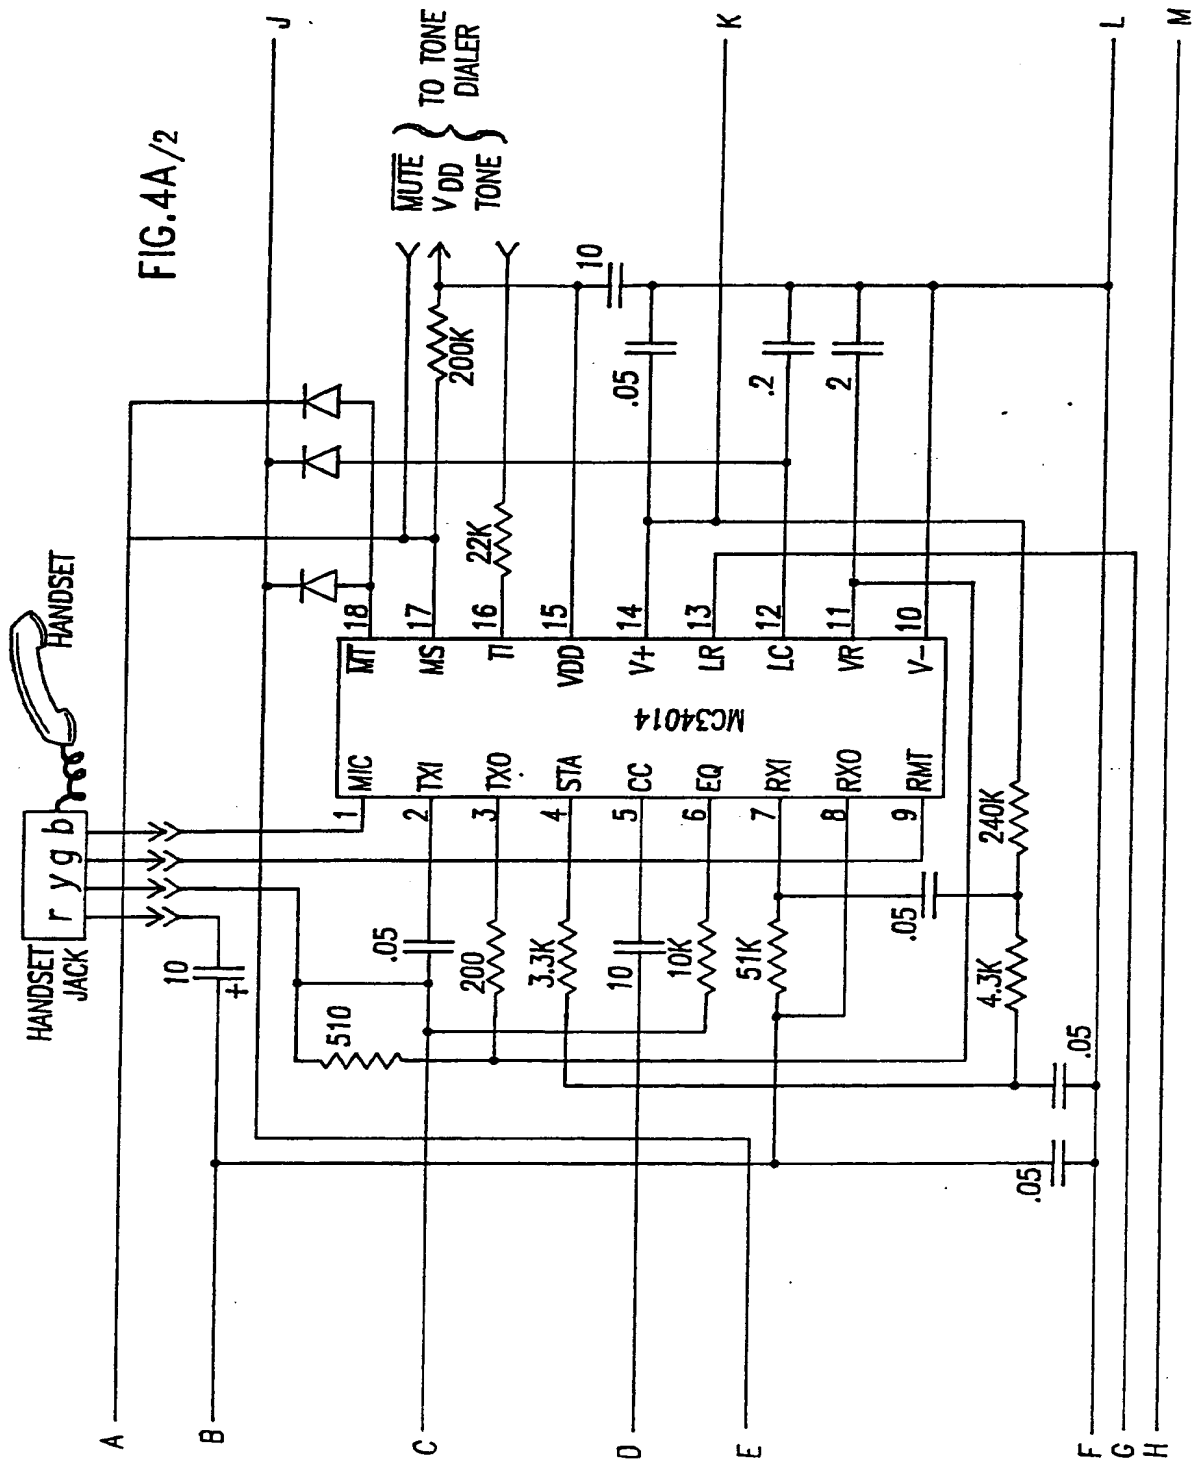 FIG.4A/2
HANDSET
HANDSET
JACK
r y g b
J
K
L
M
MUTE
VDD
TONE
TO TONE
DIALER
10
+
510
.05
200
3.3K
10
10K
51K
.05
4.3K
240K
.05
.05
200K
22K
10
.05
.2
2
1
2
3
4
5
6
7
8
9
MIC
TXI
TXO
STA
CC
EQ
RXI
RXO
RMT
MC34014
MT
MS
TI
VDD
V+
LR
LC
VR
V-
18
17
16
15
14
13
12
11
10
A
B
C
D
E
F
G
H